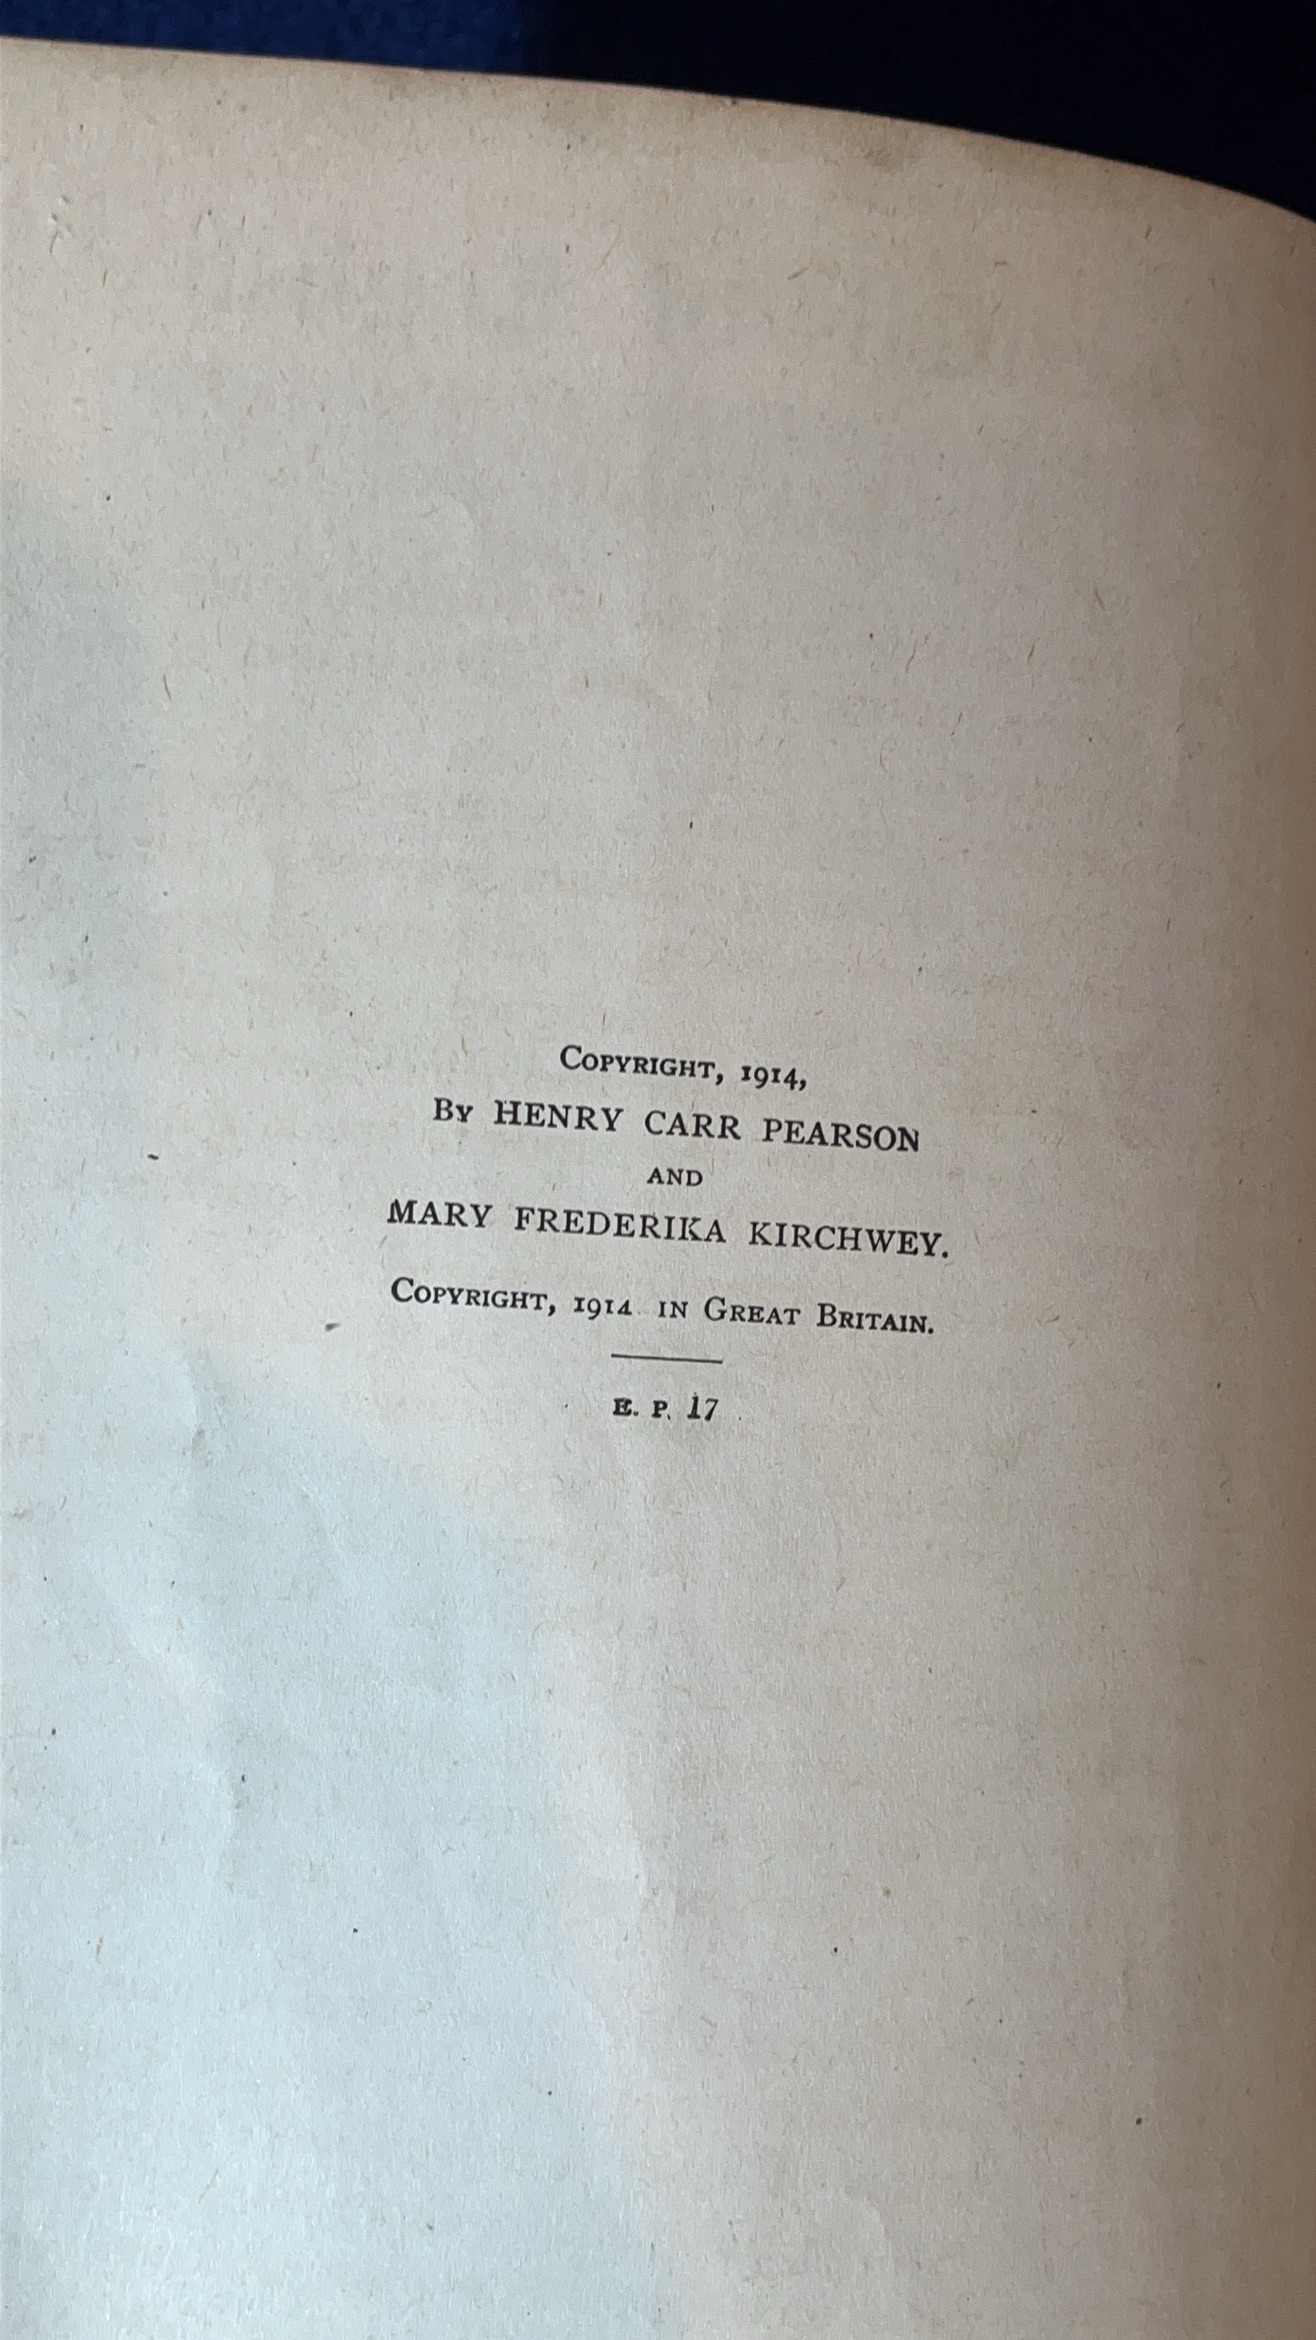 COPYRIGHT, 1914,
BY HENRY CARR PEARSON
AND
MARY FREDERIKA KIRCHWEY.
COPYRIGHT, 1914 IN GREAT BRITAIN.
E. P. 17